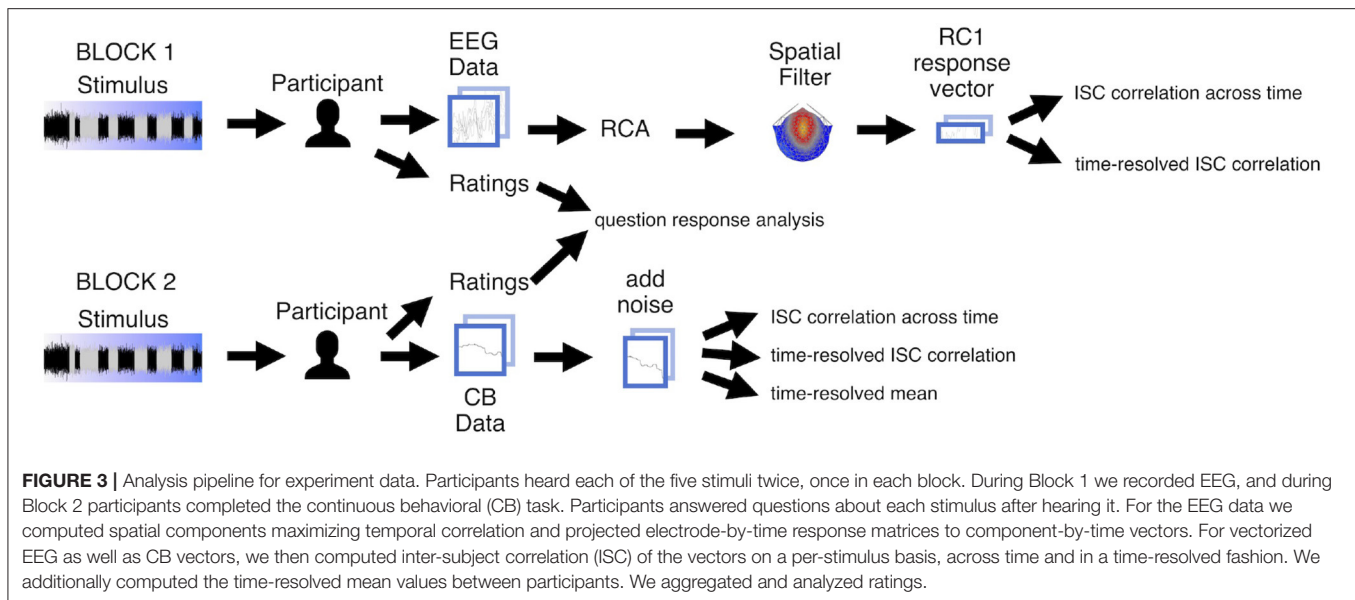 BLOCK 1
Stimulus
Participant
EEG
Data
RCA
Spatial
Filter
RC1
response
vector
ISC correlation across time
time-resolved ISC correlation
Ratings
question response analysis
BLOCK 2
Stimulus
Participant
Ratings
CB
Data
add
noise
ISC correlation across time
time-resolved ISC correlation
time-resolved mean
FIGURE 3 | Analysis pipeline for experiment data. Participants heard each of the five stimuli twice, once in each block. During Block 1 we recorded EEG, and during
Block 2 participants completed the continuous behavioral (CB) task. Participants answered questions about each stimulus after hearing it. For the EEG data we
computed spatial components maximizing temporal correlation and projected electrode-by-time response matrices to component-by-time vectors. For vectorized
EEG as well as CB vectors, we then computed inter-subject correlation (ISC) of the vectors on a per-stimulus basis, across time and in a time-resolved fashion. We
additionally computed the time-resolved mean values between participants. We aggregated and analyzed ratings.